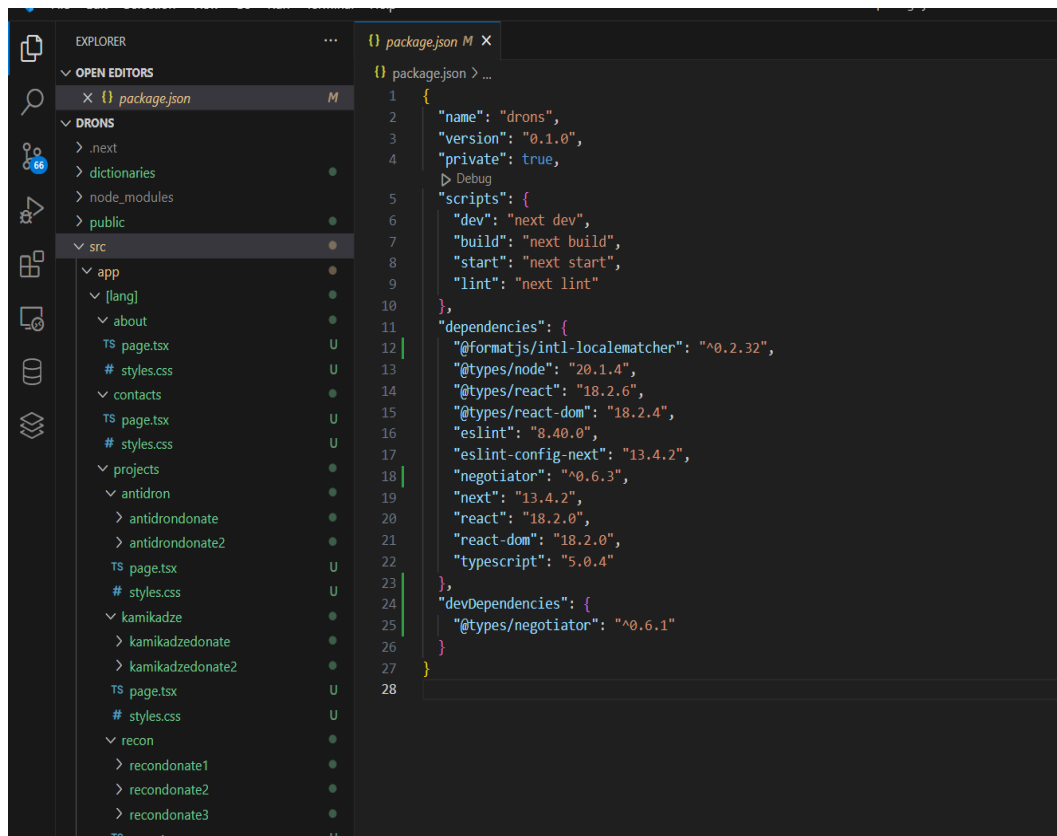 EXPLORER ...
OPEN EDITORS
{} package.json M
DRONS
.next
dictionaries
node_modules
public
src
app
[lang]
about
TS page.tsx U
# styles.css U
contacts
TS page.tsx U
# styles.css U
projects
antidron
antidrondonate
antidrondonate2
TS page.tsx U
# styles.css U
kamikadze
kamikadzedonate
kamikadzedonate2
TS page.tsx U
# styles.css U
recon
recondonate1
recondonate2
recondonate3
66
{} package.json M
{} package.json > ...
1 {
2 "name": "drons",
3 "version": "0.1.0",
4 "private": true,
Debug
5 "scripts": {
6 "dev": "next dev",
7 "build": "next build",
8 "start": "next start",
9 "lint": "next lint"
10 },
11 "dependencies": {
12 "@formatjs/intl-localematcher": "^0.2.32",
13 "@types/node": "20.1.4",
14 "@types/react": "18.2.6",
15 "@types/react-dom": "18.2.4",
16 "eslint": "8.40.0",
17 "eslint-config-next": "13.4.2",
18 "negotiator": "^0.6.3",
19 "next": "13.4.2",
20 "react": "18.2.0",
21 "react-dom": "18.2.0",
22 "typescript": "5.0.4"
23 },
24 "devDependencies": {
25 "@types/negotiator": "^0.6.1"
26 }
27 }
28